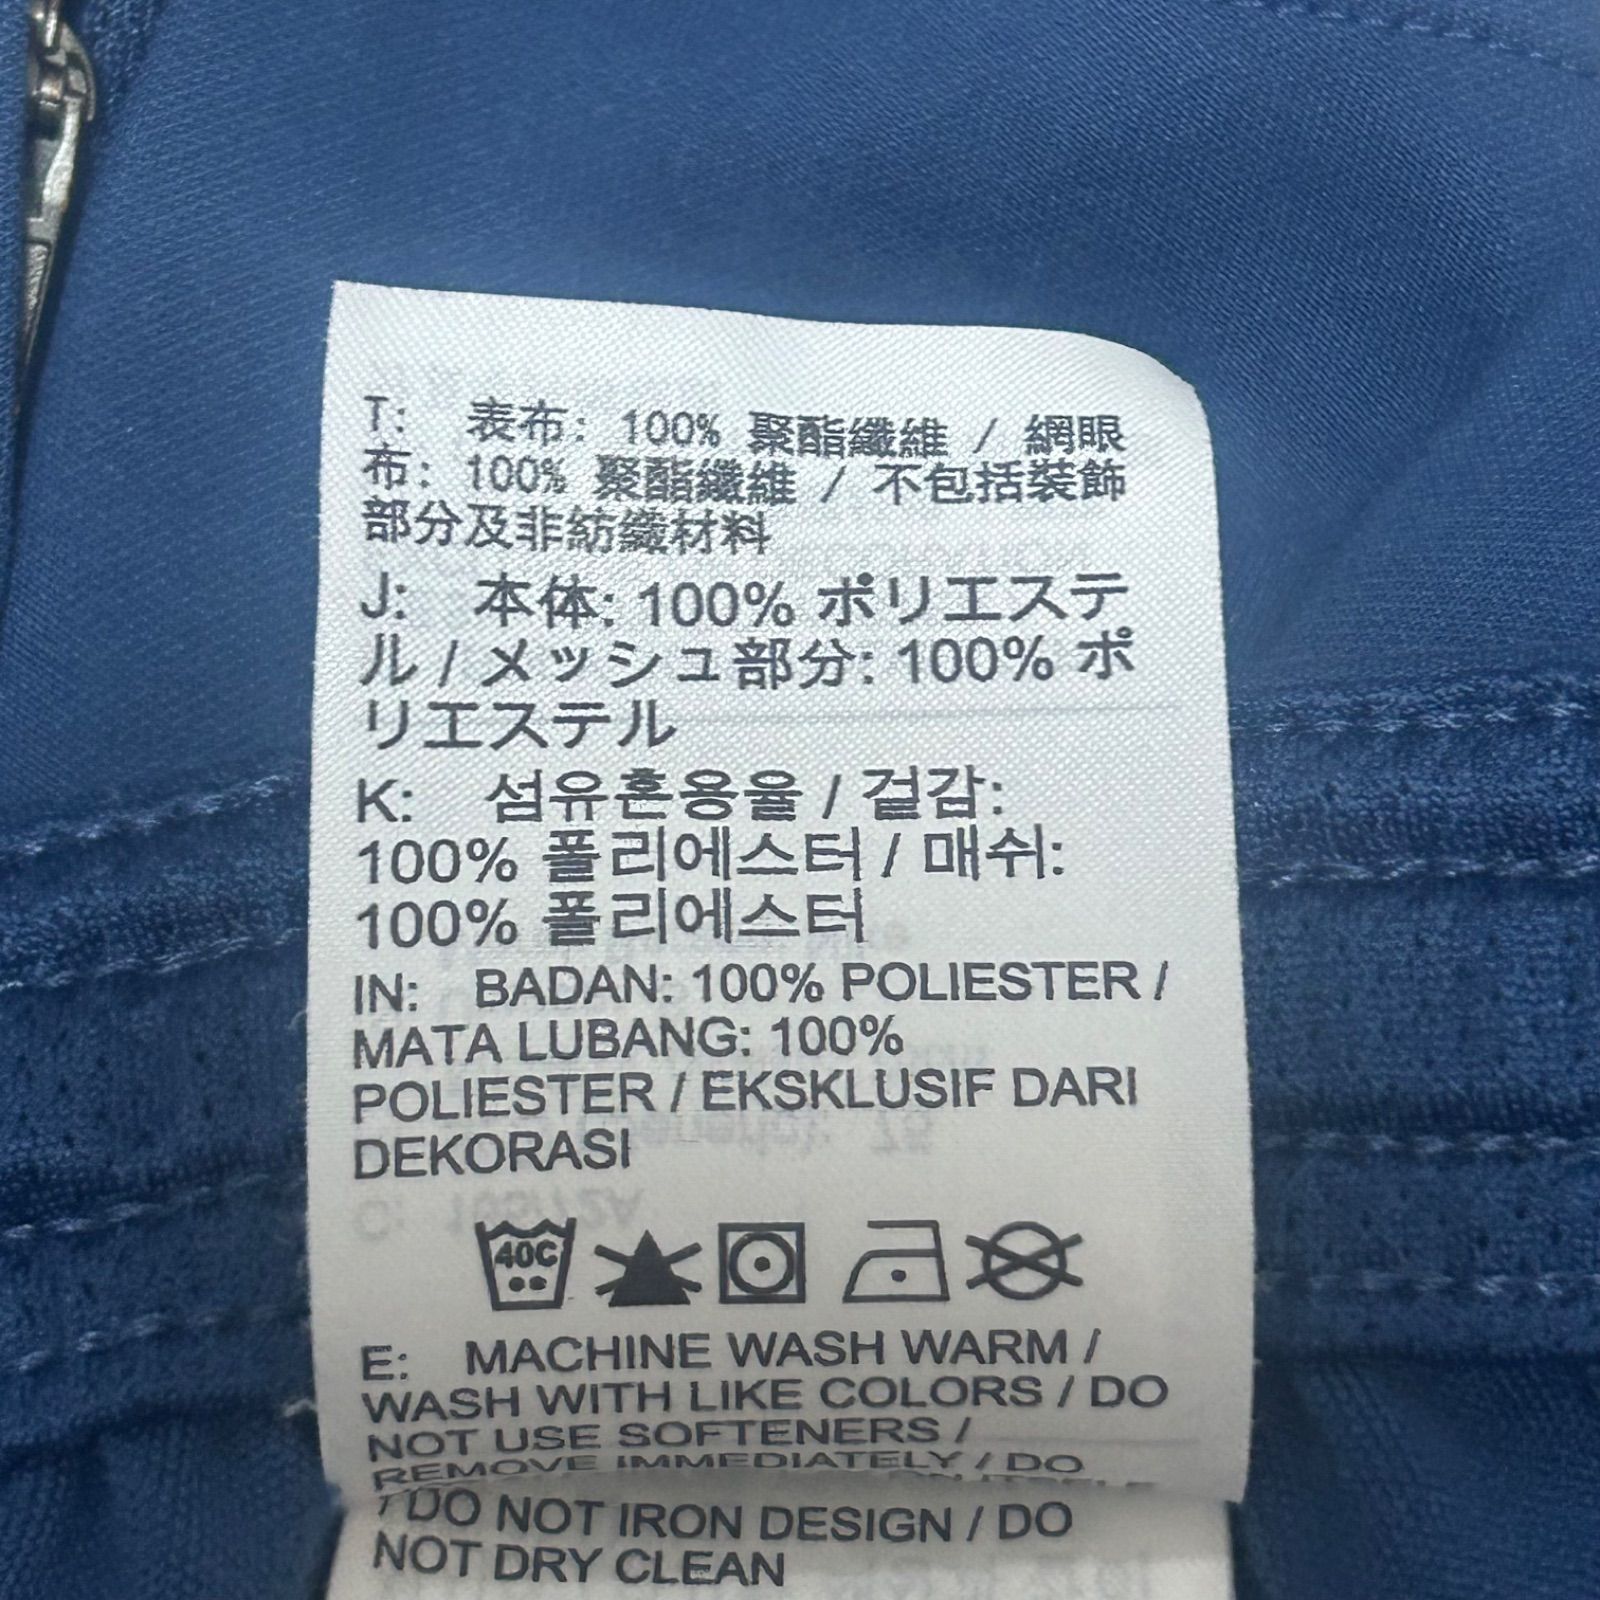 T: 表布: 100% 聚酯纖維 / 網眼
布: 100% 聚酯纖維 / 不包括裝飾
部分及非紡織材料
J: 本体: 100% ポリエステ
ル / メッシュ部分: 100% ポ
リエステル
K: 섬유혼용율 / 겉감:
100% 폴리에스터 / 매쉬:
100% 폴리에스터
IN: BADAN: 100% POLIESTER /
MATA LUBANG: 100%
POLIESTER / EKSKLUSIF DARI
DEKORASI
40C
E: MACHINE WASH WARM /
WASH WITH LIKE COLORS / DO
NOT USE SOFTENERS /
REMOVE IMMEDIATELY / DO
/ DO NOT IRON DESIGN / DO
NOT DRY CLEAN